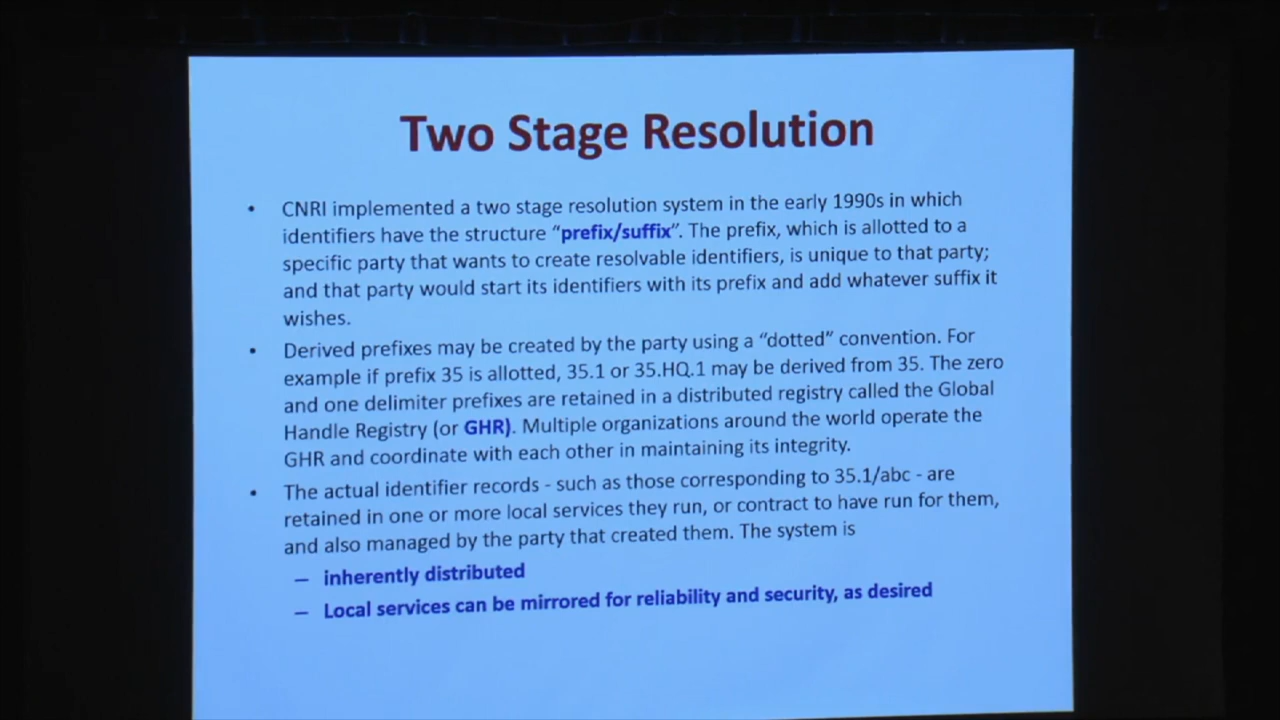 Two Stage Resolution
• CNRI implemented a two stage resolution system in the early 1990s in which
identifiers have the structure “prefix/suffix”. The prefix, which is allotted to a
specific party that wants to create resolvable identifiers, is unique to that party;
and that party would start its identifiers with its prefix and add whatever suffix it
wishes.
• Derived prefixes may be created by the party using a “dotted” convention. For
example if prefix 35 is allotted, 35.1 or 35.HQ.1 may be derived from 35. The zero
and one delimiter prefixes are retained in a distributed registry called the Global
Handle Registry (or GHR). Multiple organizations around the world operate the
GHR and coordinate with each other in maintaining its integrity.
• The actual identifier records - such as those corresponding to 35.1/abc - are
retained in one or more local services they run, or contract to have run for them,
and also managed by the party that created them. The system is
– inherently distributed
– Local services can be mirrored for reliability and security, as desired